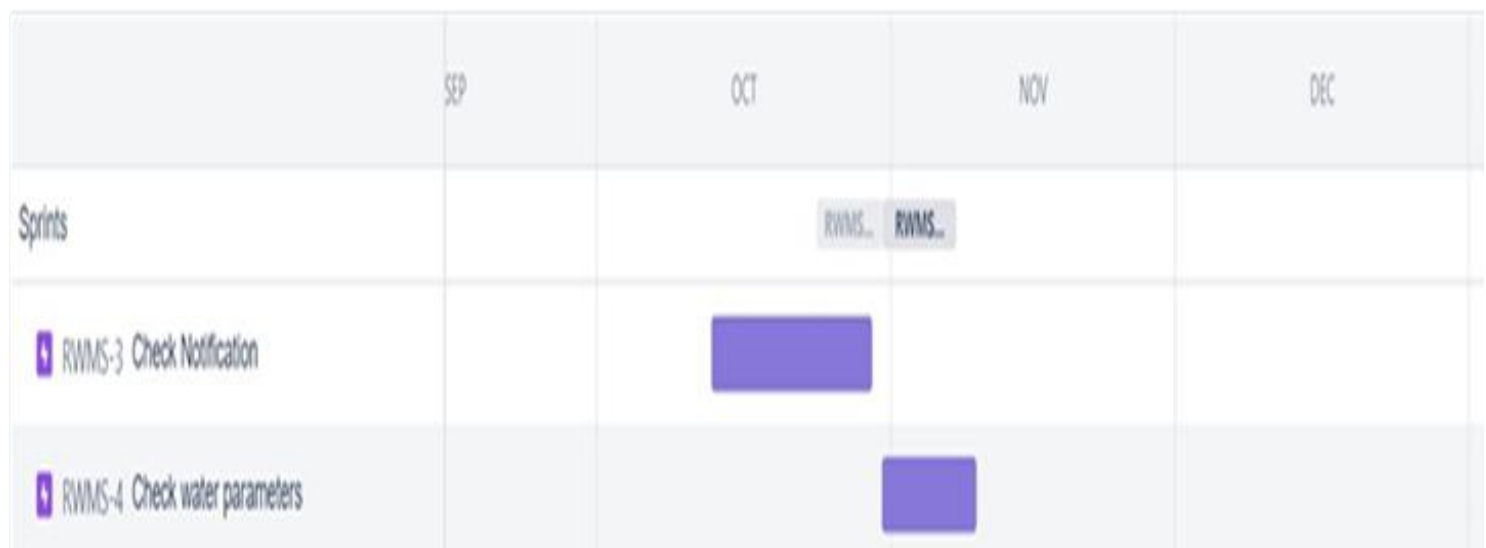 SEP OCT NOV DEC
Sprints RWMS... RWMS...
RWMS-3 Check Notification
RWMS-4 Check water parameters